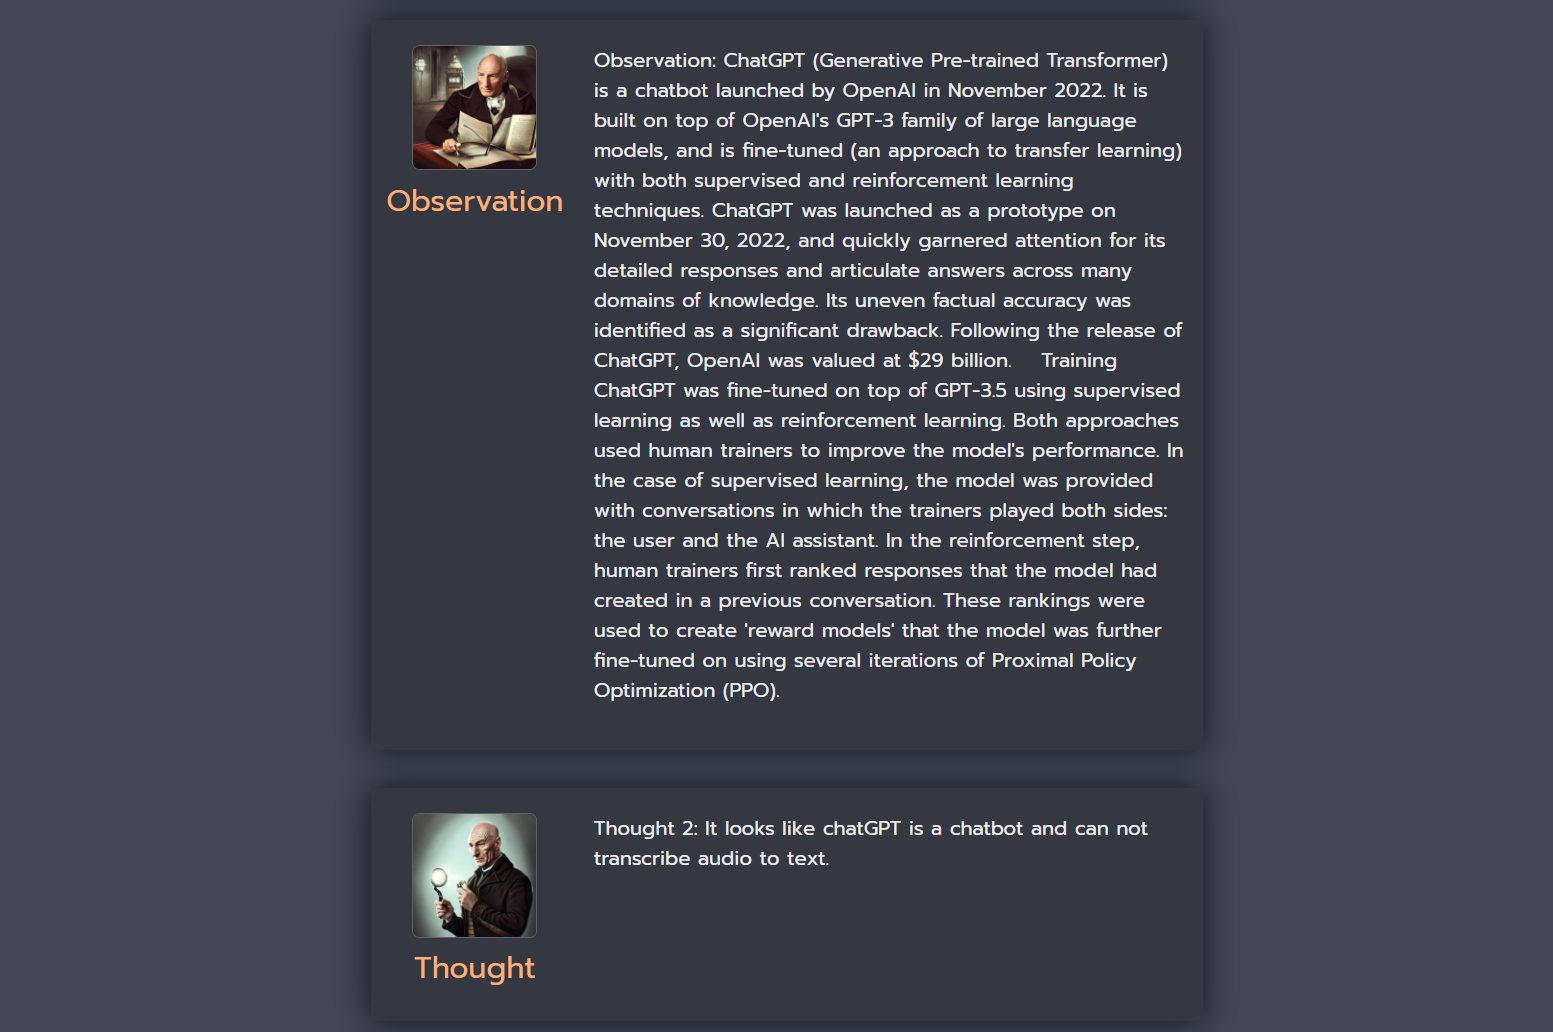 Observation
Observation: ChatGPT (Generative Pre-trained Transformer)
is a chatbot launched by OpenAI in November 2022. It is
built on top of OpenAI's GPT-3 family of large language
models, and is fine-tuned (an approach to transfer learning)
with both supervised and reinforcement learning
techniques. ChatGPT was launched as a prototype on
November 30, 2022, and quickly garnered attention for its
detailed responses and articulate answers across many
domains of knowledge. Its uneven factual accuracy was
identified as a significant drawback. Following the release of
ChatGPT, OpenAI was valued at $29 billion. Training
ChatGPT was fine-tuned on top of GPT-3.5 using supervised
learning as well as reinforcement learning. Both approaches
used human trainers to improve the model's performance. In
the case of supervised learning, the model was provided
with conversations in which the trainers played both sides:
the user and the AI assistant. In the reinforcement step,
human trainers first ranked responses that the model had
created in a previous conversation. These rankings were
used to create 'reward models' that the model was further
fine-tuned on using several iterations of Proximal Policy
Optimization (PPO).
Thought
Thought 2: It looks like chatGPT is a chatbot and can not
transcribe audio to text.